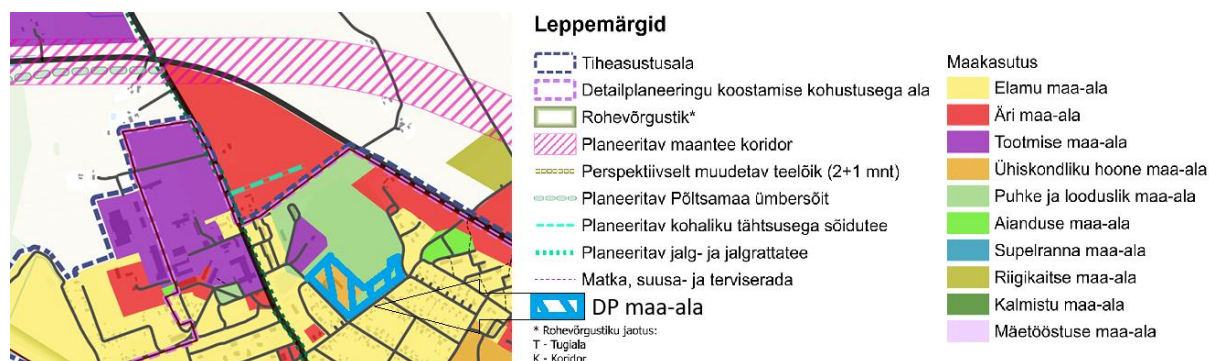 Leppemärgid
Tiheasustusala
Detailplaneeringu koostamise kohustusega ala
Rohevõrgustik*
Planeeritav maantee koridor
Perspektiivselt muudetav teelõik (2+1 mnt)
Planeeritav Põltsamaa ümbersõit
Planeeritav kohaliku tähtsusega sõidutee
Planeeritav jalg- ja jalgrattatee
Matka, suusa- ja terviserada
DP maa-ala
* Rohevõrgustiku jaotus:
T - Tugiala
K - Koridor
Maakasutus
Elamu maa-ala
Äri maa-ala
Tootmise maa-ala
Ühiskondliku hoone maa-ala
Puhke ja looduslik maa-ala
Aianduse maa-ala
Supelranna maa-ala
Riigikaitse maa-ala
Kalmistu maa-ala
Mäetööstuse maa-ala